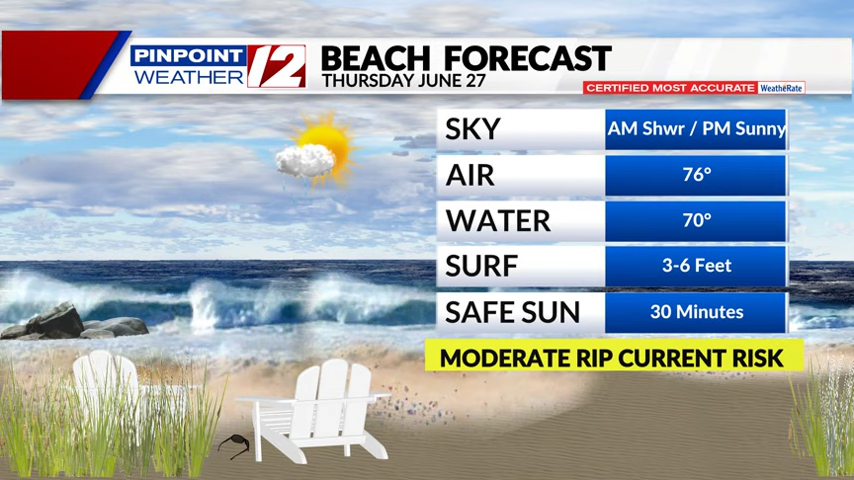 PINPOINT
WEATHER 12
BEACH FORECAST
THURSDAY JUNE 27
CERTIFIED MOST ACCURATE WeatheRate
SKY AM Shwr / PM Sunny
AIR 76°
WATER 70°
SURF 3-6 Feet
SAFE SUN 30 Minutes
MODERATE RIP CURRENT RISK